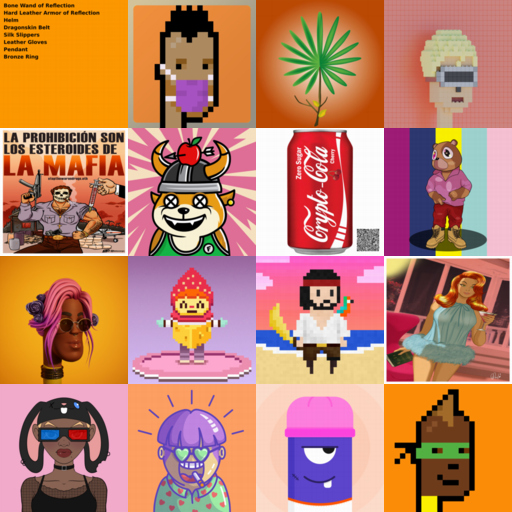 Bone Wand of Reflection
Hard Leather Armor of Reflection
Helm
Dragonskin Belt
Silk Slippers
Leather Gloves
Pendant
Bronze Ring
LA PROHIBICIÓN SON
LOS ESTEROIDES DE
LA MAFIA
Zero Sugar
Crypto-Cola
Cherry